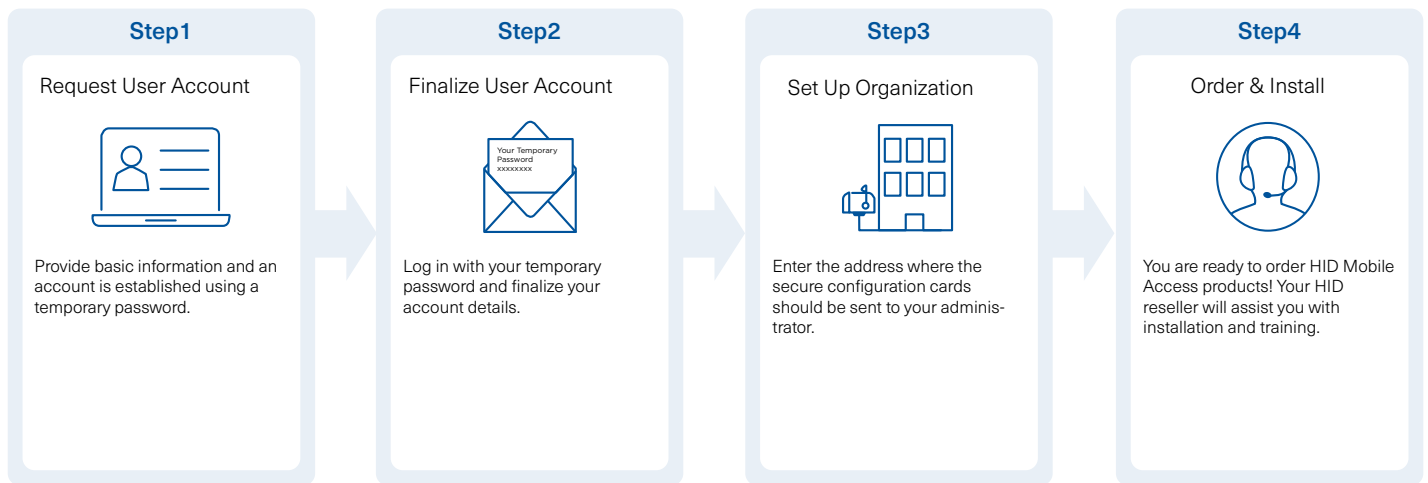 Step1
Request User Account
Provide basic information and an
account is established using a
temporary password.
Step2
Finalize User Account
Your Temporary
Password
xxxxxxxx
Log in with your temporary
password and finalize your
account details.
Step3
Set Up Organization
Enter the address where the
secure configuration cards
should be sent to your adminis-
trator.
Step4
Order & Install
You are ready to order HID Mobile
Access products! Your HID
reseller will assist you with
installation and training.